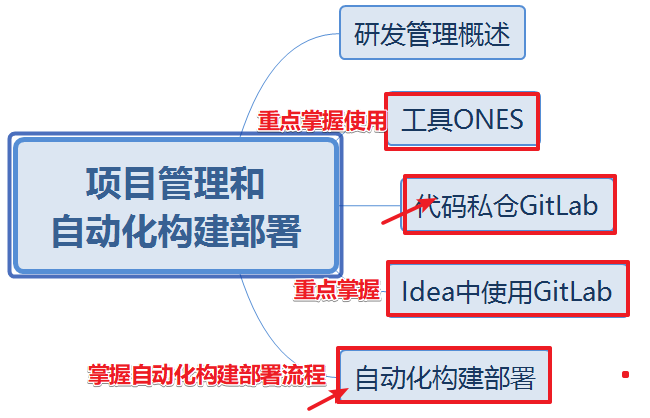 研发管理概述
重点掌握使用
工具ONES
项目管理和
自动化构建部署
代码私仓GitLab
重点掌握
Idea中使用GitLab
掌握自动化构建部署流程
自动化构建部署